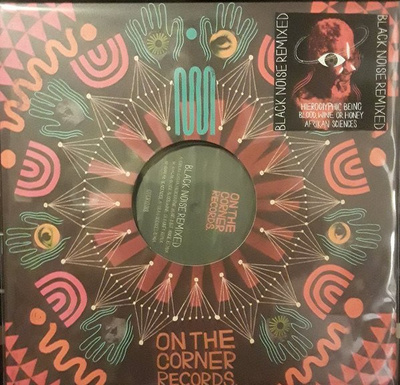 BLACK NOISE REMIXED
BLACK NOISE REMIXED
HIEROGLYPHIC BEING
BLOOD, WINE OR HONEY
AFRIKAN SCIENCES
BLACK NOISE REMIXED
ON THE
CORNER
RECORDS
ON THE
CORNER
RECORDS